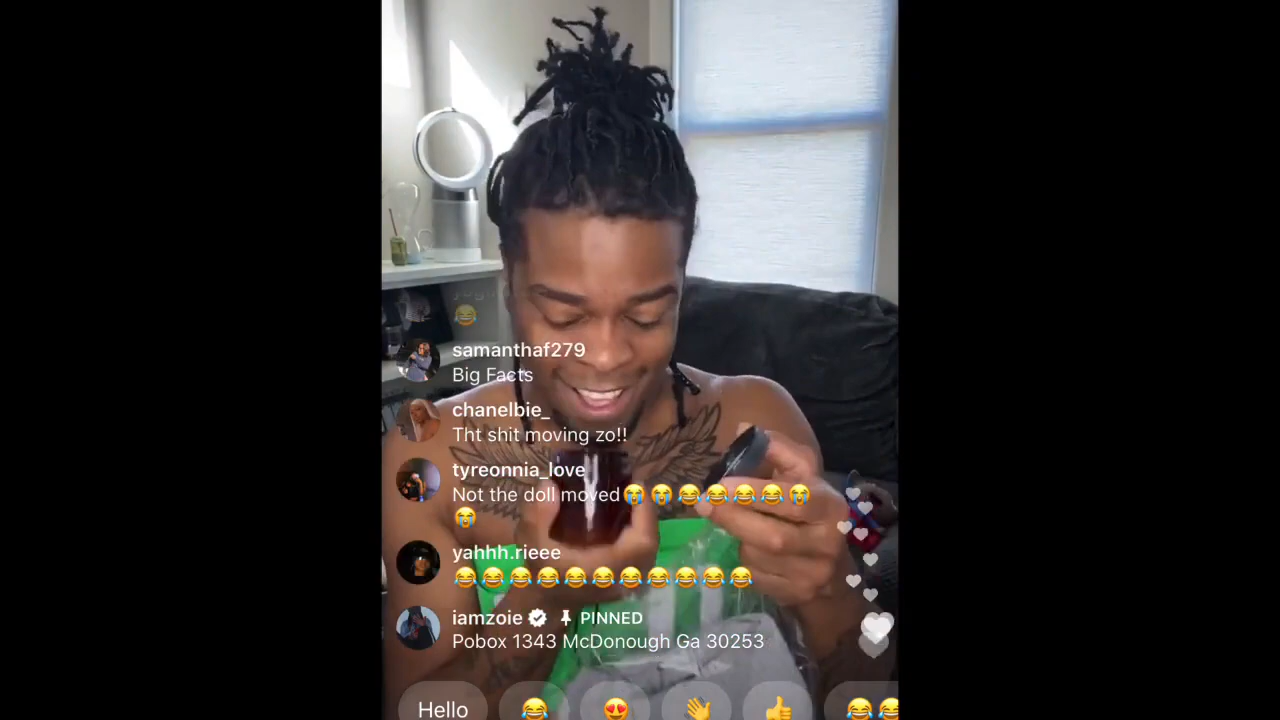 😂
samanthaf279
Big Facts
chanelbie_
Tht shit moving zo!!
tyreonnia_love
Not the doll moved😭😭😂😂😂😂😭
😭
yahhh.rieee
😂😂😂😂😂😂😂😂😂😂😂
iamzoie PINNED
Pobox 1343 McDonough Ga 30253
Hello 😂 😍 👋 👍 😂😂